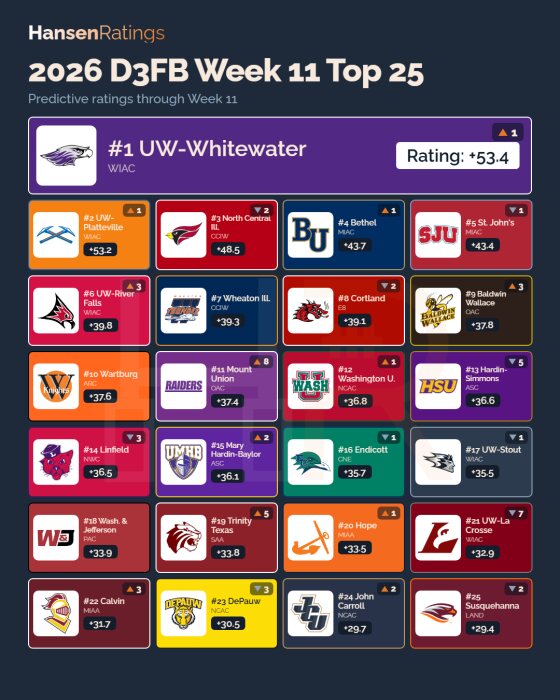 HansenRatings
2026 D3FB Week 11 Top 25
Predictive ratings through Week 11
▲ 1
#1 UW-Whitewater
WIAC
Rating: +53.4
▲ 1
#2 UW-
Platteville
WIAC
+53.2
▼ 2
#3 North Central
Ill.
CCIW
+48.5
BU
▲ 1
#4 Bethel
MIAC
+43.7
SJU
▼ 1
#5 St. John's
MIAC
+43.4
▲ 3
#6 UW-River
Falls
WIAC
+39.8
#7 Wheaton Ill.
CCIW
+39.3
▼ 2
#8 Cortland
E8
+39.1
BALDWIN
WALLACE
▲ 3
#9 Baldwin
Wallace
OAC
+37.8
W
Knights
#10 Wartburg
ARC
+37.6
RAIDERS
▲ 8
#11 Mount
Union
OAC
+37.4
WASH
U
▲ 1
#12
Washington U.
NCAC
+36.8
HSU
▼ 5
#13 Hardin-
Simmons
ASC
+36.6
▼ 3
#14 Linfield
NWC
+36.5
UMHB
▲ 2
#15 Mary
Hardin-Baylor
ASC
+36.1
▼ 1
#16 Endicott
CNE
+35.7
▼ 1
#17 UW-Stout
WIAC
+35.5
W&J
#18 Wash. &
Jefferson
PAC
+33.9
▲ 5
#19 Trinity
Texas
SAA
+33.8
▲ 1
#20 Hope
MIAA
+33.5
L
▼ 7
#21 UW-La
Crosse
WIAC
+32.9
▲ 3
#22 Calvin
MIAA
+31.7
DEPAUW
▼ 3
#23 DePauw
NCAC
+30.5
JCU
▲ 2
#24 John
Carroll
NCAC
+29.7
▼ 2
#25
Susquehanna
LAND
+29.4